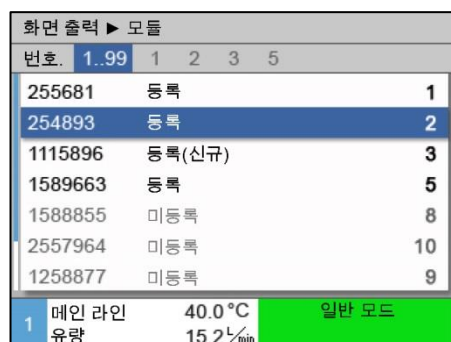 화면 출력 ▶ 모듈
번호. 1..99 1 2 3 5
255681 등록 1
254893 등록 2
1115896 등록(신규) 3
1589663 등록 5
1588855 미등록 8
2557964 미등록 10
1258877 미등록 9
1 메인 라인 40.0 °C 일반 모드
유량 15.2 L/min